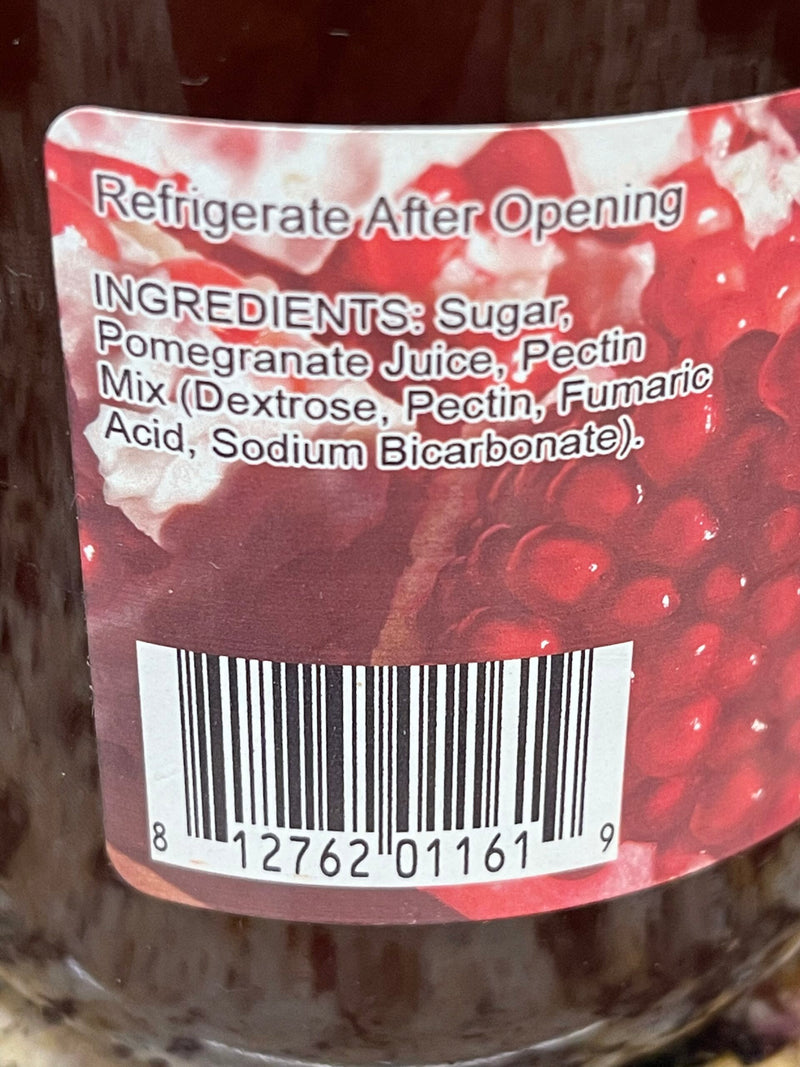 Refrigerate After Opening
INGREDIENTS: Sugar,
Pomegranate Juice, Pectin
Mix (Dextrose, Pectin, Fumaric
Acid, Sodium Bicarbonate).
8 12762 01161 9